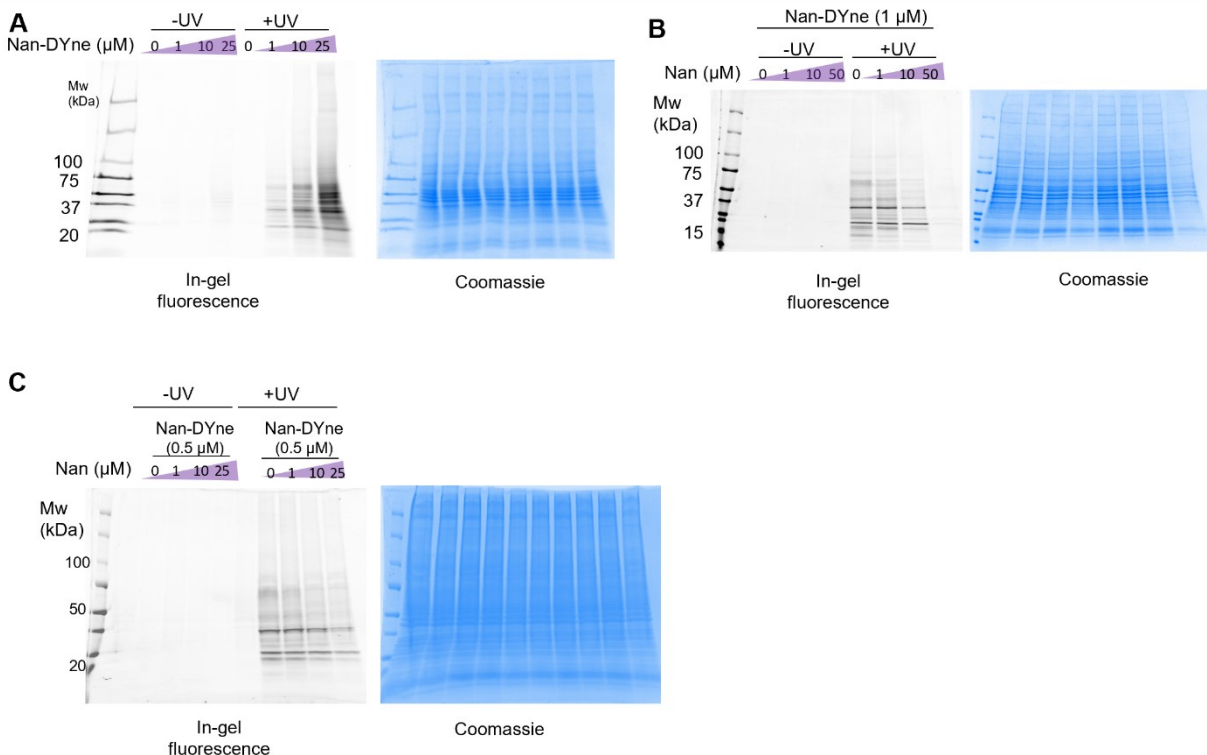 A
-UV +UV
Nan-DYne (µM) 0 1 10 25 0 1 10 25
Mw
(kDa)
100
75
37
20
In-gel
fluorescence
Coomassie
B
Nan-DYne (1 µM)
-UV +UV
Nan (µM) 0 1 10 50 0 1 10 50
Mw
(kDa)
100
75
37
15
In-gel
fluorescence
Coomassie
C
-UV +UV
Nan-DYne Nan-DYne
(0.5 µM) (0.5 µM)
Nan (µM) 0 1 10 25 0 1 10 25
Mw
(kDa)
100
50
20
In-gel
fluorescence
Coomassie